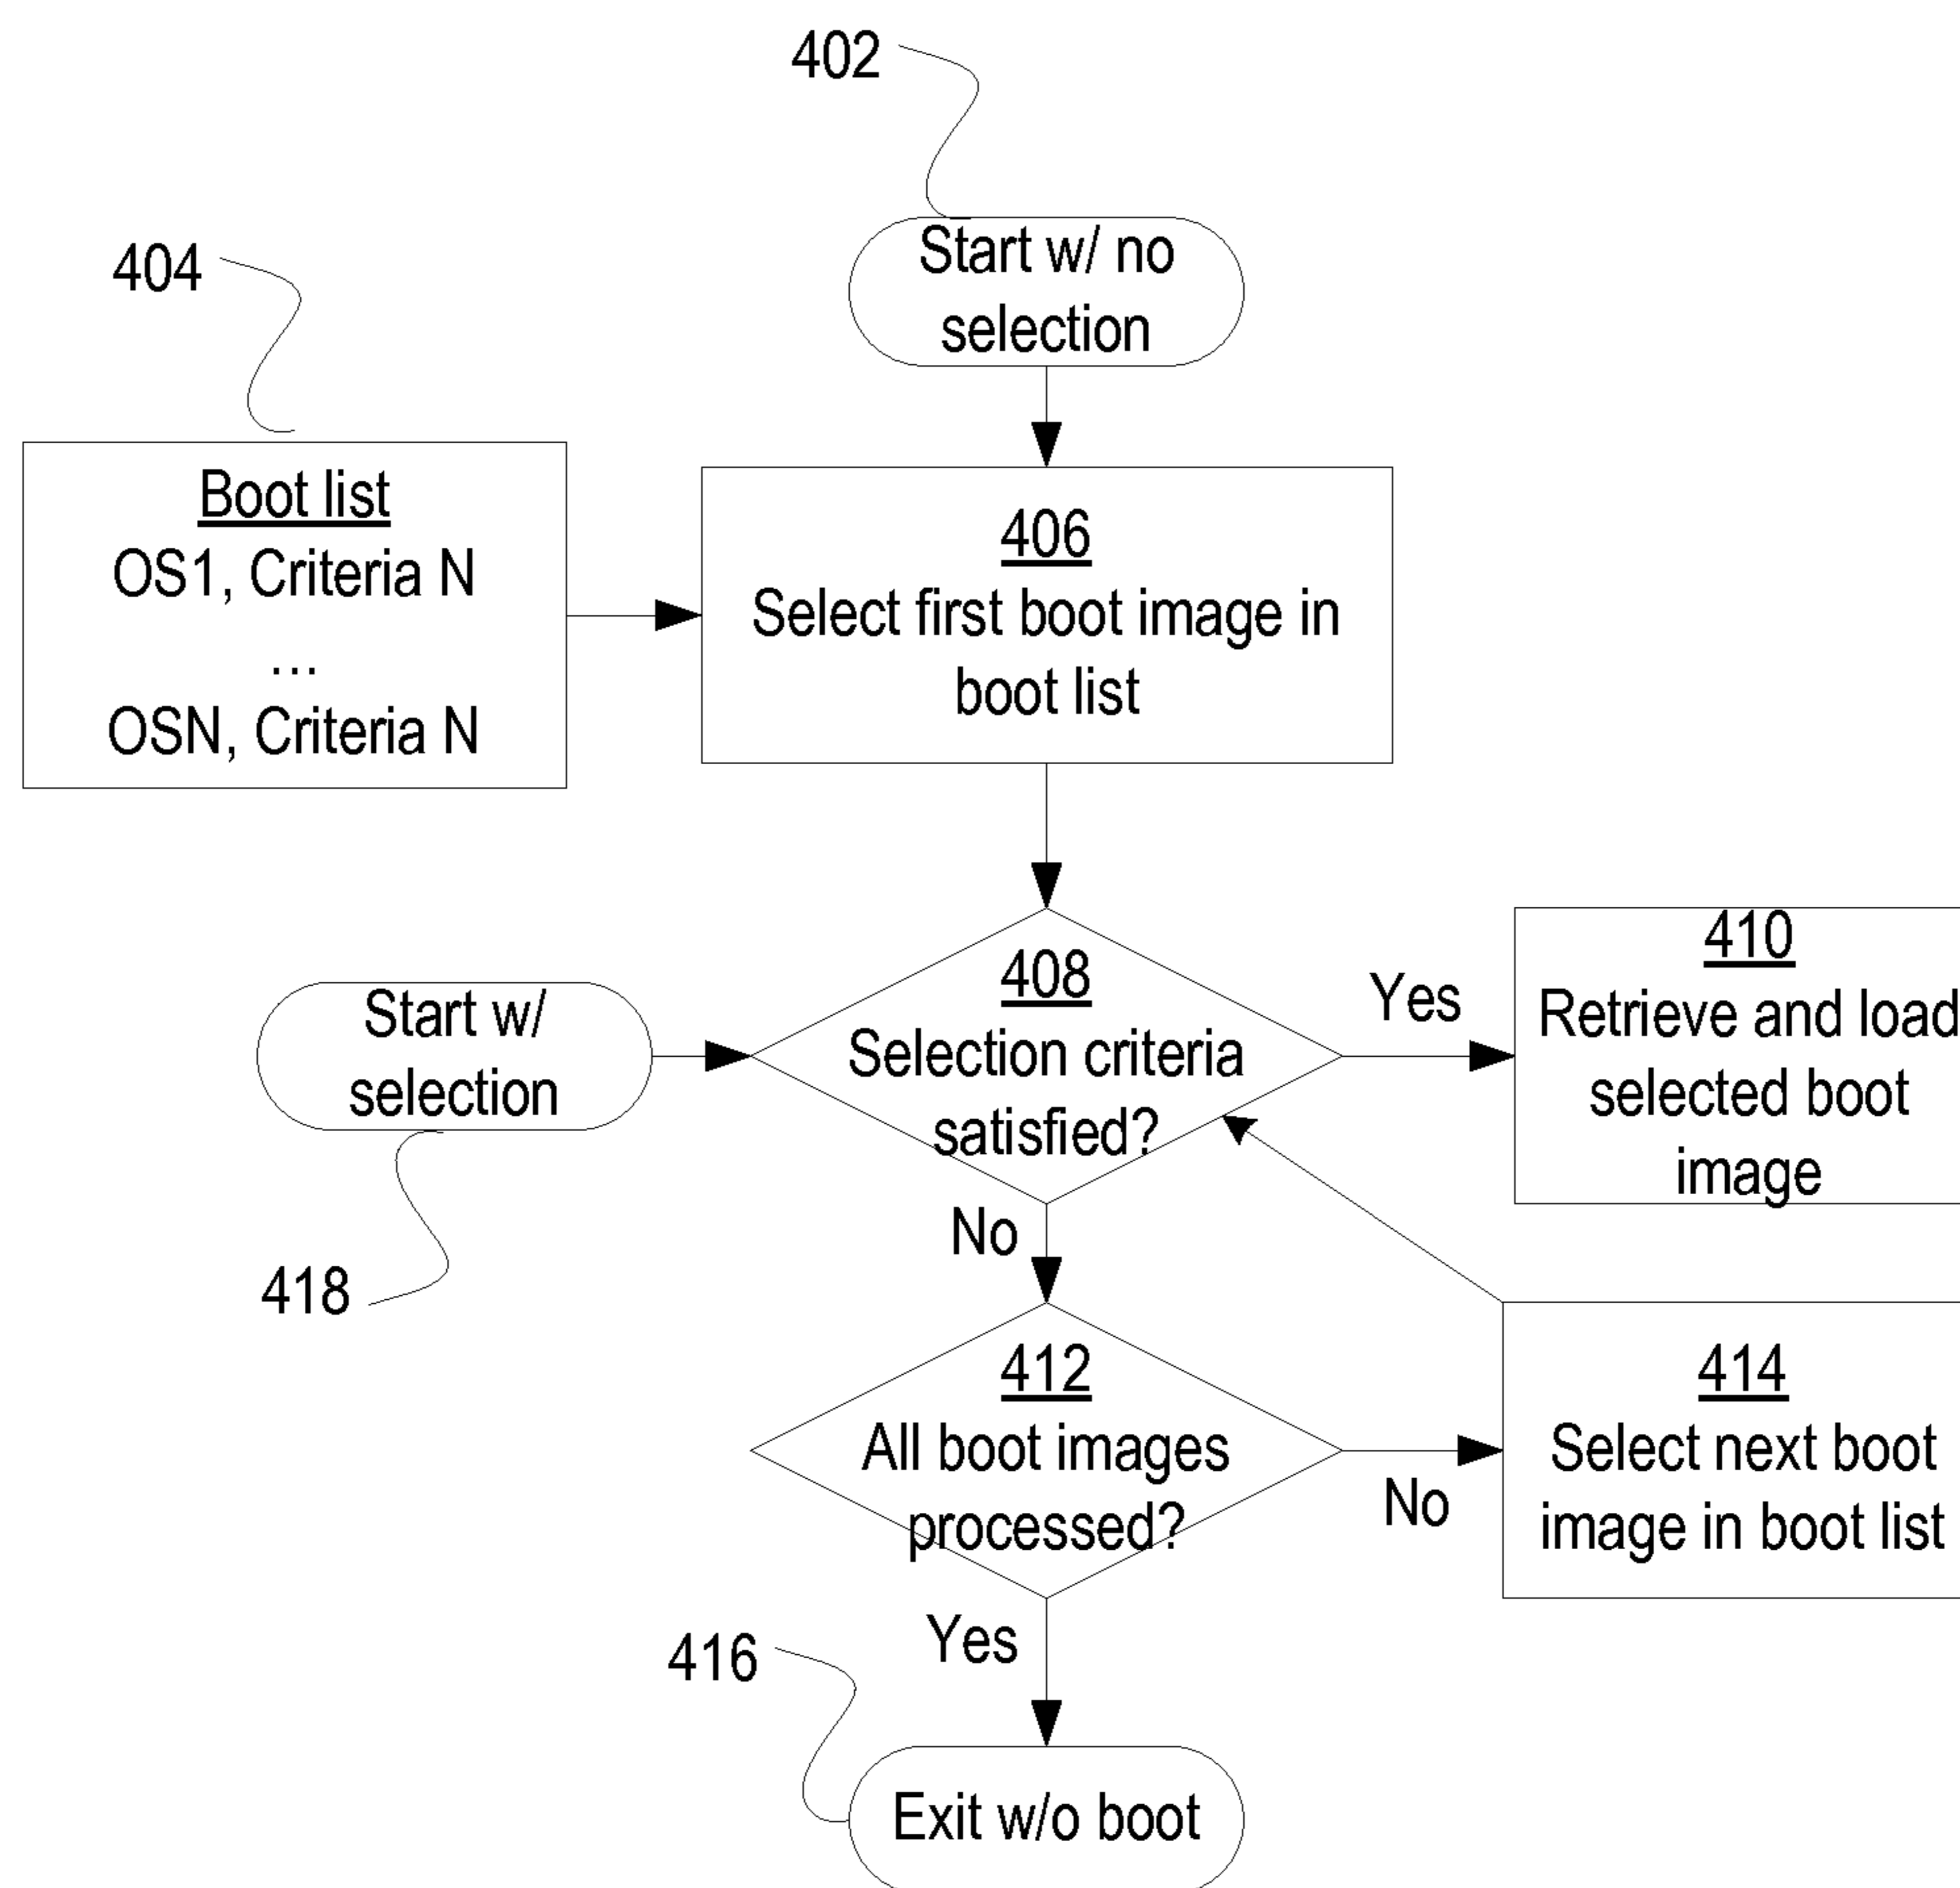 402
Start w/ no
selection
404
Boot list
OS1, Criteria N
...
OSN, Criteria N
406
Select first boot image in
boot list
408
Selection criteria
satisfied?
Yes
410
Retrieve and load
selected boot
image
Start w/
selection
418
No
412
All boot images
processed?
No
414
Select next boot
image in boot list
Yes
416
Exit w/o boot